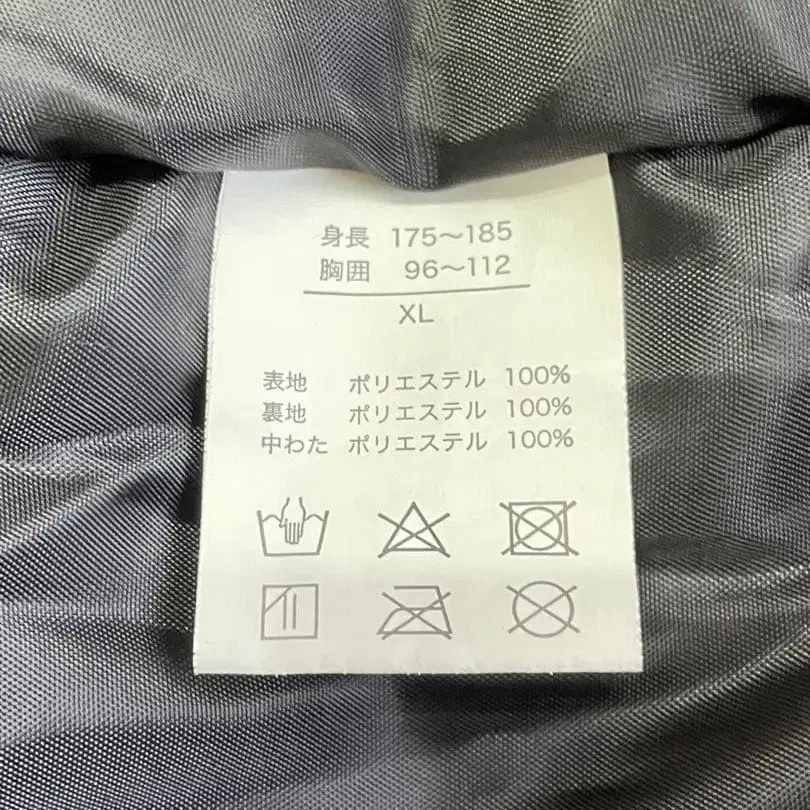 身長 175～185
胸囲 96～112
XL
表地 ポリエステル 100%
裏地 ポリエステル 100%
中わた ポリエステル 100%